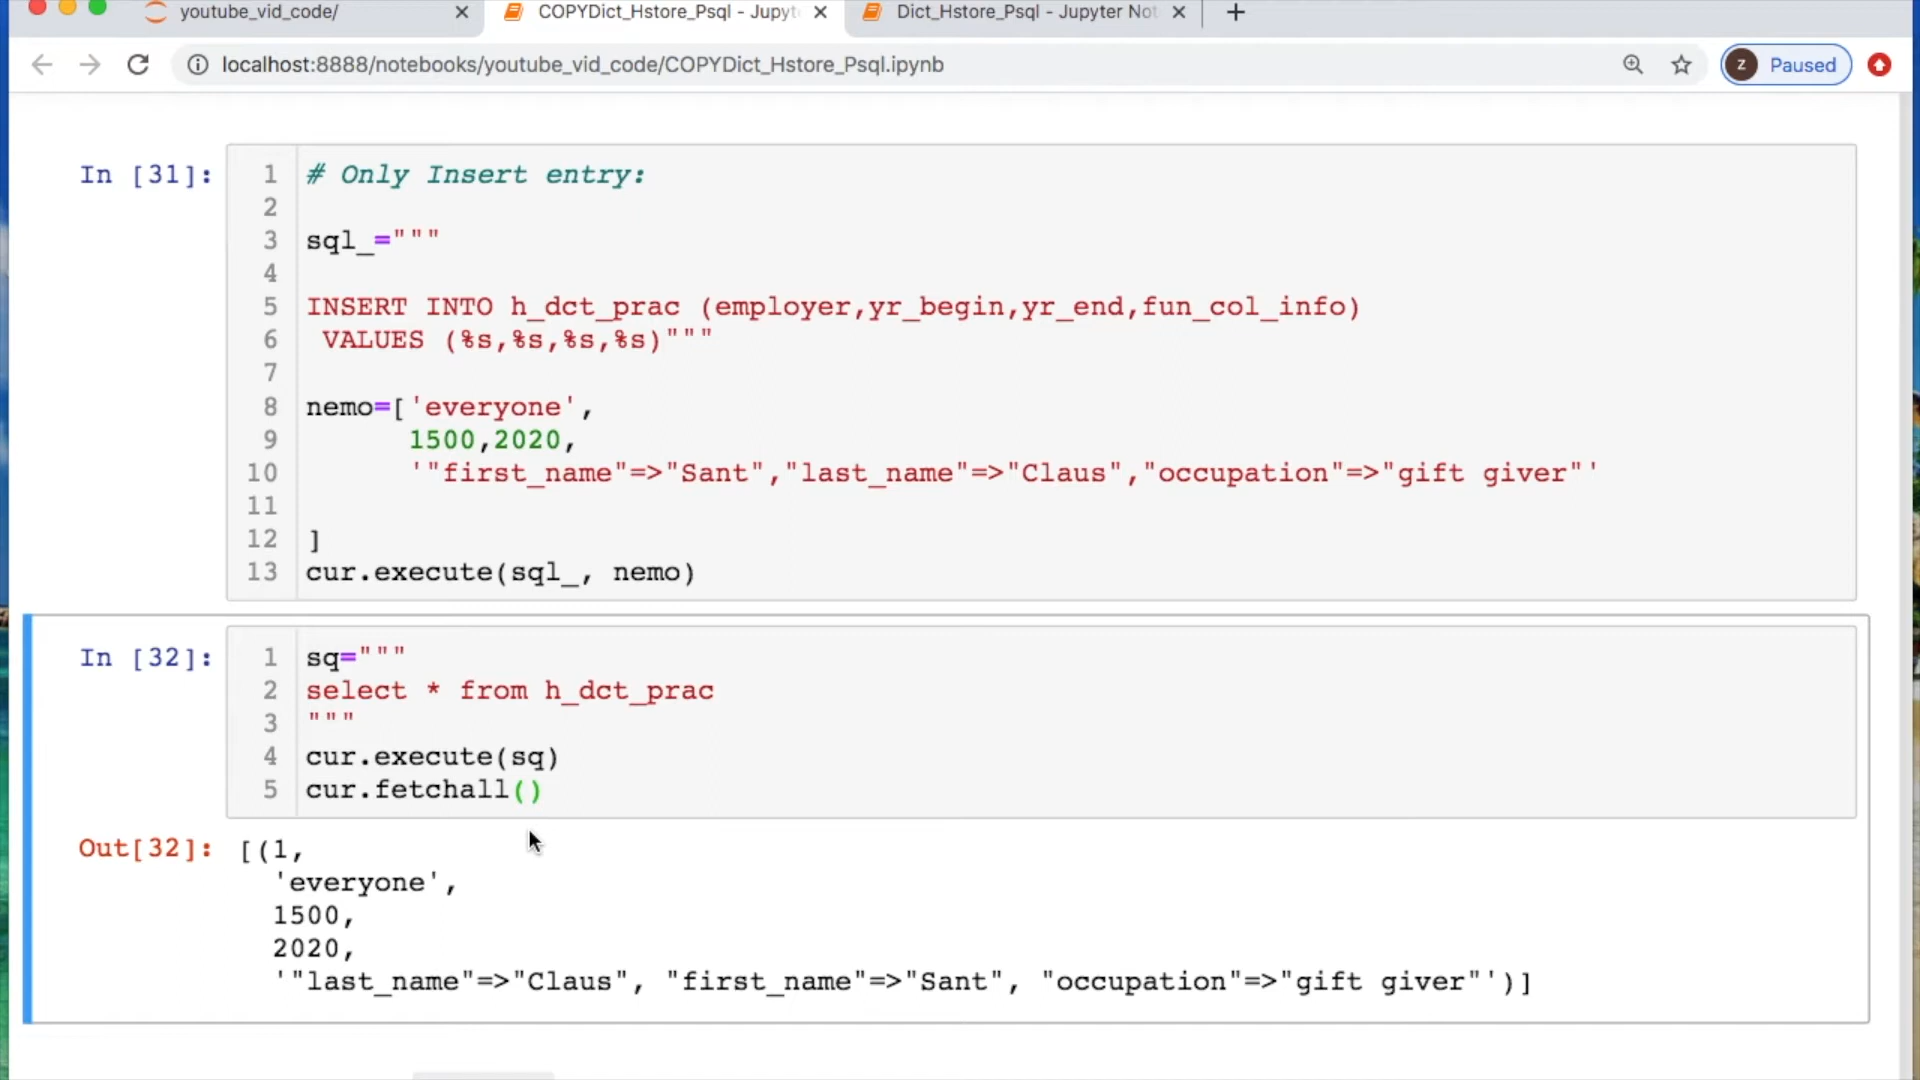 youtube_vid_code/
COPYDict_Hstore_Psql - Jupyt
Dict_Hstore_Psql - Jupyter Not
localhost:8888/notebooks/youtube_vid_code/COPYDict_Hstore_Psql.ipynb
z
Paused
In [31]:
1 # Only Insert entry:
2
3 sql_="""
4
5 INSERT INTO h_dct_prac (employer,yr_begin,yr_end,fun_col_info)
6 VALUES (%s,%s,%s,%s)"""
7
8 nemo=['everyone',
9 1500,2020,
10 '"first_name"=>"Sant","last_name"=>"Claus","occupation"=>"gift giver"'
11
12 ]
13 cur.execute(sql_, nemo)
In [32]:
1 sq="""
2 select * from h_dct_prac
3 """
4 cur.execute(sq)
5 cur.fetchall()
Out[32]:
[(1,
'everyone',
1500,
2020,
'"last_name"=>"Claus", "first_name"=>"Sant", "occupation"=>"gift giver"')]